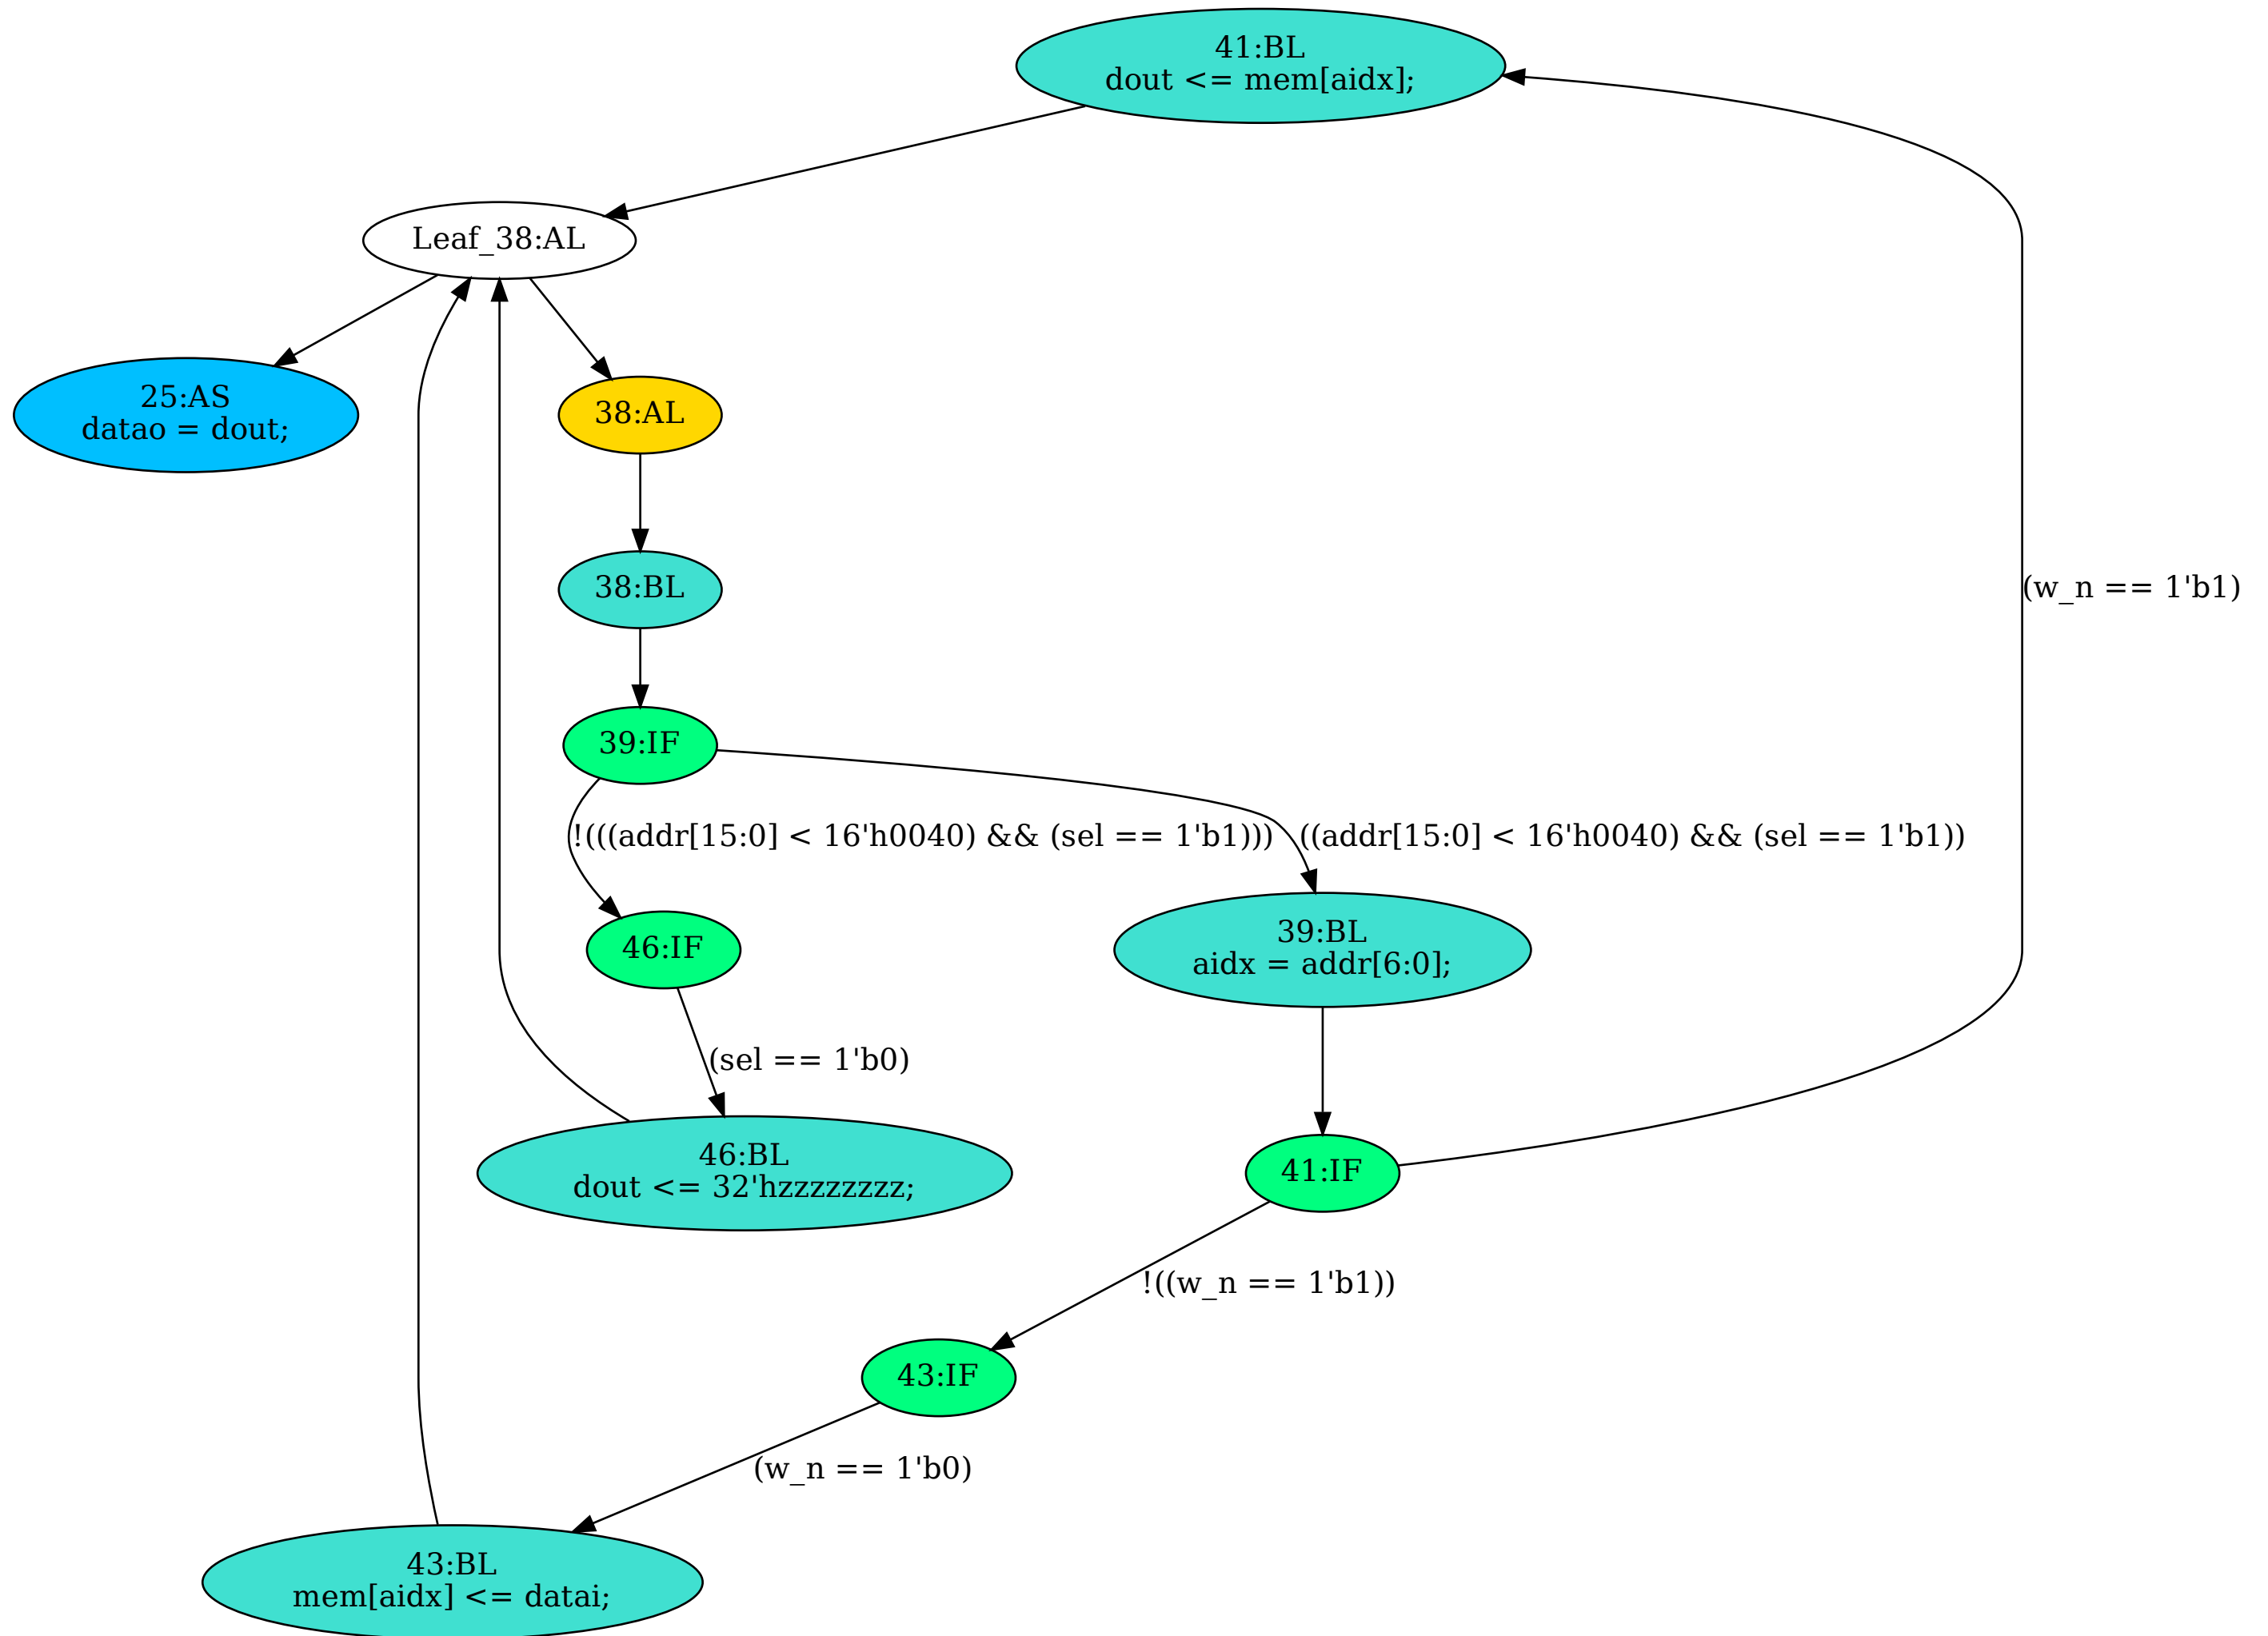 41:BL
dout <= mem[aidx];
Leaf_38:AL
25:AS
datao = dout;
38:AL
38:BL
(w_n == 1'b1)
39:IF
!(((addr[15:0] < 16'h0040) && (sel == 1'b1)))
((addr[15:0] < 16'h0040) && (sel == 1'b1))
46:IF
39:BL
aidx = addr[6:0];
(sel == 1'b0)
46:BL
dout <= 32'hzzzzzzzz;
41:IF
!((w_n == 1'b1))
43:IF
(w_n == 1'b0)
43:BL
mem[aidx] <= datai;